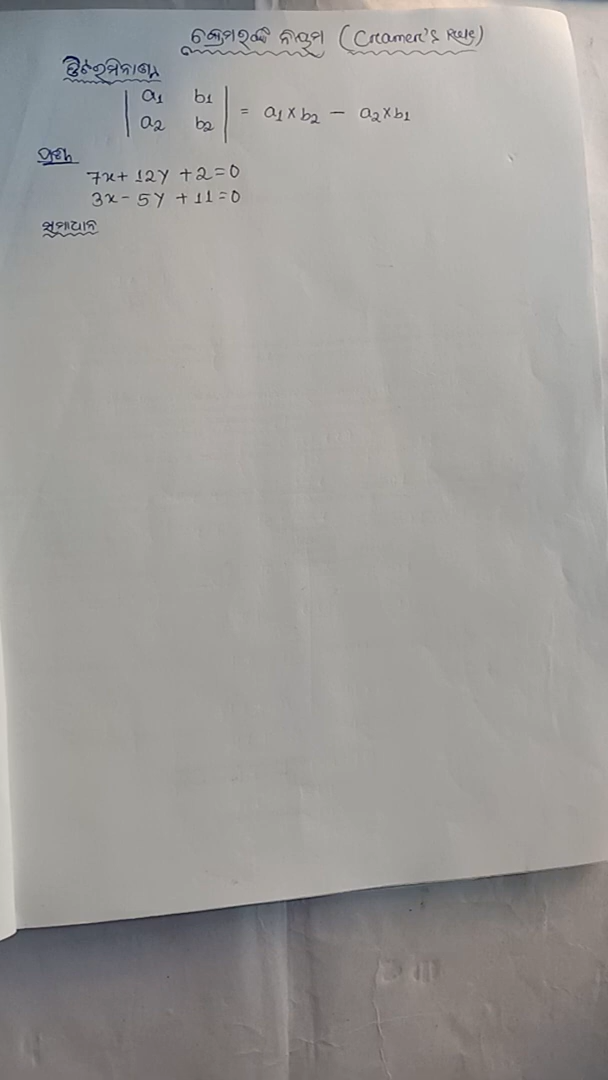 କ୍ରେମରଙ୍କ ନିୟମ (Cramer's Rule)
ଡିଟରମିନାଣ୍ଟ
| a1 b1 |
| a2 b2 | = a1 x b2 - a2 x b1
ପ୍ରଶ୍ନ
7x + 12y + 2 = 0
3x - 5y + 11 = 0
ସମାଧାନ